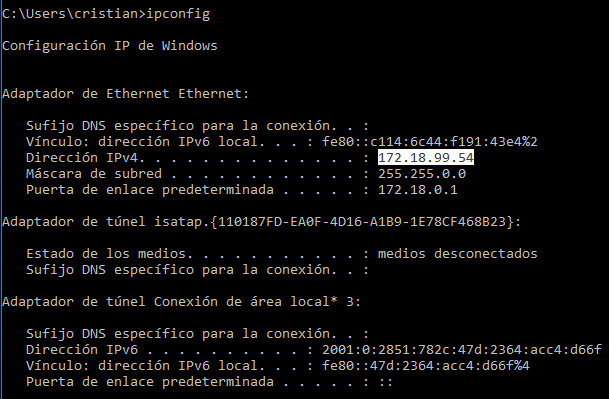 C:\Users\cristian>ipconfig
Configuración IP de Windows
Adaptador de Ethernet Ethernet:
Sufijo DNS específico para la conexión. . :
Vínculo: dirección IPv6 local. . . : fe80::c114:6c44:f191:43e4%2
Dirección IPv4. . . . . . . . . . . . . . : 172.18.99.54
Máscara de subred . . . . . . . . . . . . : 255.255.0.0
Puerta de enlace predeterminada . . . . . : 172.18.0.1
Adaptador de túnel isatap.{110187FD-EA0F-4D16-A1B9-1E78CF468B23}:
Estado de los medios. . . . . . . . . . . : medios desconectados
Sufijo DNS específico para la conexión. . :
Adaptador de túnel Conexión de área local* 3:
Sufijo DNS específico para la conexión. . :
Dirección IPv6 . . . . . . . . . . : 2001:0:2851:782c:47d:2364:acc4:d66f
Vínculo: dirección IPv6 local. . . : fe80::47d:2364:acc4:d66f%4
Puerta de enlace predeterminada . . . . . : ::